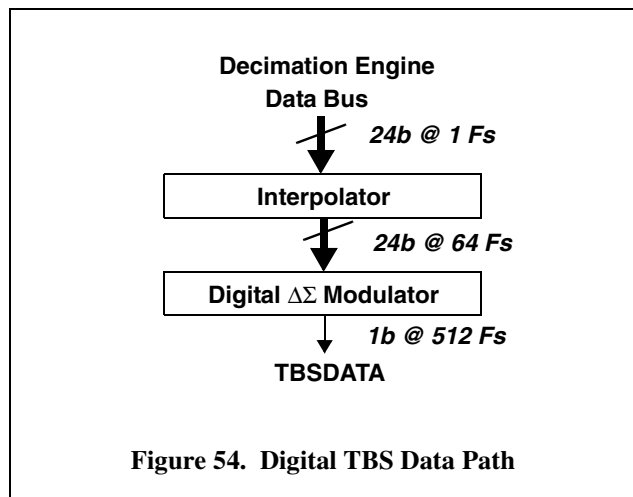 Decimation Engine
Data Bus
24b @ 1 Fs
Interpolator
24b @ 64 Fs
Digital ΔΣ Modulator
1b @ 512 Fs
TBSDATA
Figure 54. Digital TBS Data Path